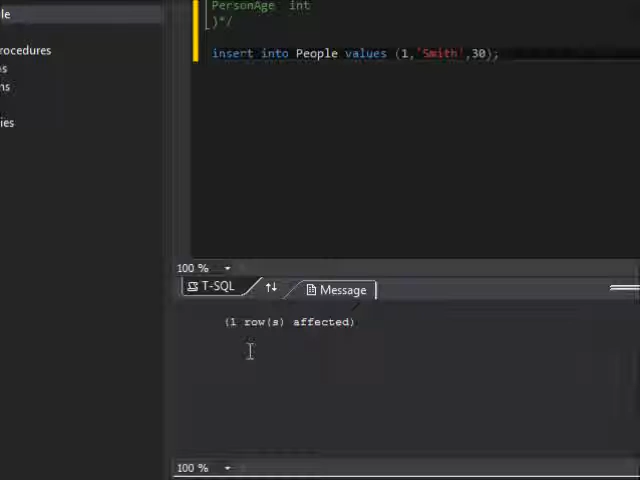 le
rocedures
s
ns
ies
PersonAge  int
)*/
insert into People values (1,'Smith',30);
100 %
T-SQL
Message
(1 row(s) affected)
100 %